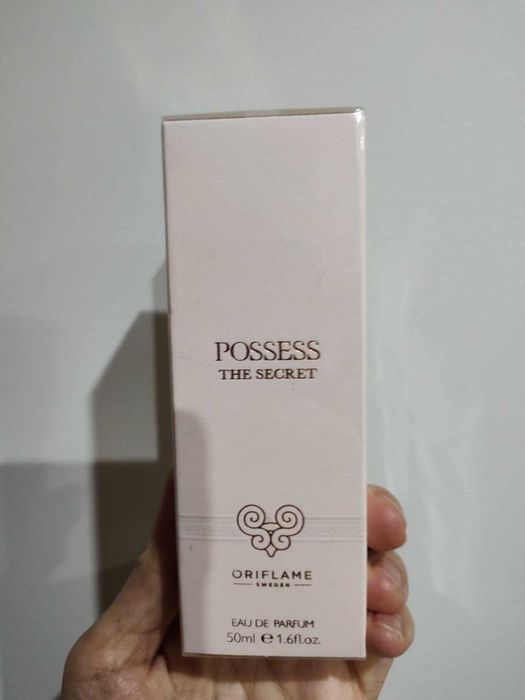 POSSESS
THE SECRET
ORIFLAME
SWEDEN
EAU DE PARFUM
50ml ℮ 1.6fl.oz.